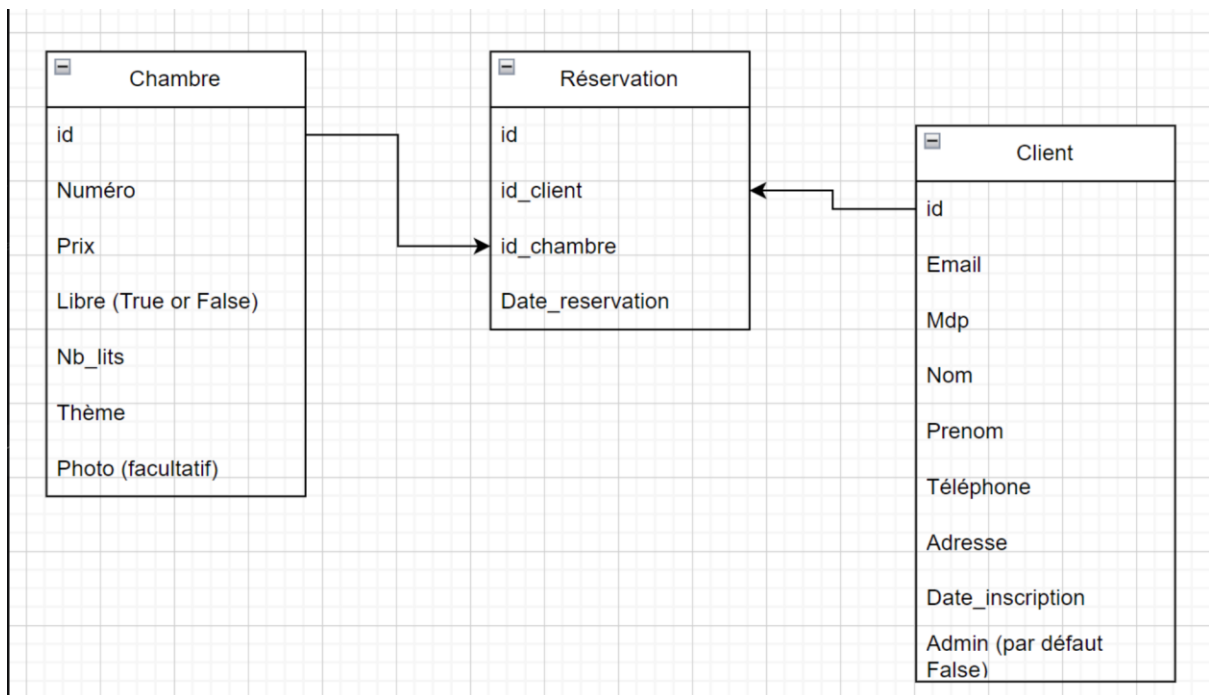 Chambre
id
Numéro
Prix
Libre (True or False)
Nb_lits
Thème
Photo (facultatif)
Réservation
id
id_client
id_chambre
Date_reservation
Client
id
Email
Mdp
Nom
Prenom
Téléphone
Adresse
Date_inscription
Admin (par défaut
False)